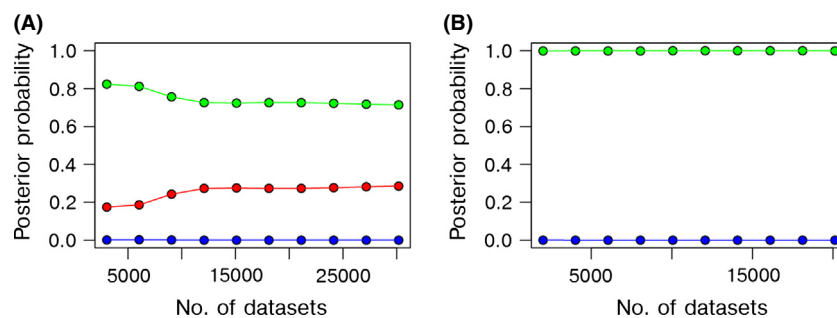 (A)
Posterior probability
1.0
0.8
0.6
0.4
0.2
0.0
5000 15000 25000
No. of datasets
(B)
Posterior probability
1.0
0.8
0.6
0.4
0.2
0.0
5000 15000
No. of datasets